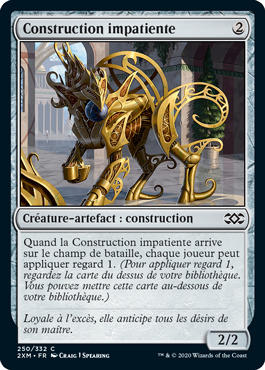 Construction impatiente 2
Créature-artefact : construction
Quand la Construction impatiente arrive
sur le champ de bataille, chaque joueur peut
appliquer regard 1. (Pour appliquer regard 1,
regardez la carte du dessus de votre bibliothèque.
Vous pouvez mettre cette carte au-dessous de
votre bibliothèque.)
Loyale à l'excès, elle anticipe tous les désirs de
son maître.
2/2
250/332 C
2XM • FR Craig J Spearing
™ & © 2020 Wizards of the Coast